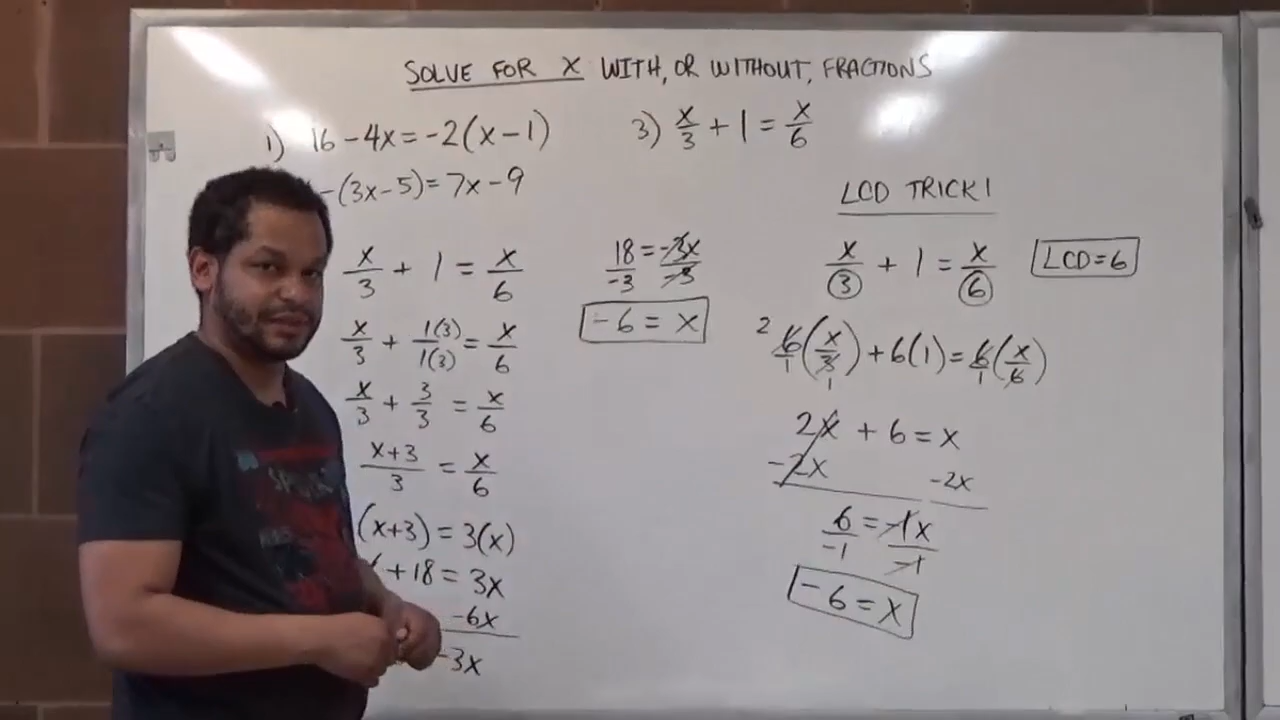 SOLVE FOR X WITH, OR WITHOUT, FRACTIONS
1) 16 - 4x = -2(x - 1)
-(3x - 5) = 7x - 9
x/3 + 1 = x/6
x/3 + 1(3)/1(3) = x/6
x/3 + 3/3 = x/6
x+3/3 = x/6
(x+3) = 3(x)
+ 18 = 3x
-6x
-3x
18/-3 = -3x/-3
-6 = x
3) x/3 + 1 = x/6
LCD TRICK!
x/3 + 1 = x/6 LCD = 6
2 6/1 (x/3 1) + 6(1) = 6/1 (x/6)
2x + 6 = x
-2x -2x
6/-1 = -1x/-1
-6 = x